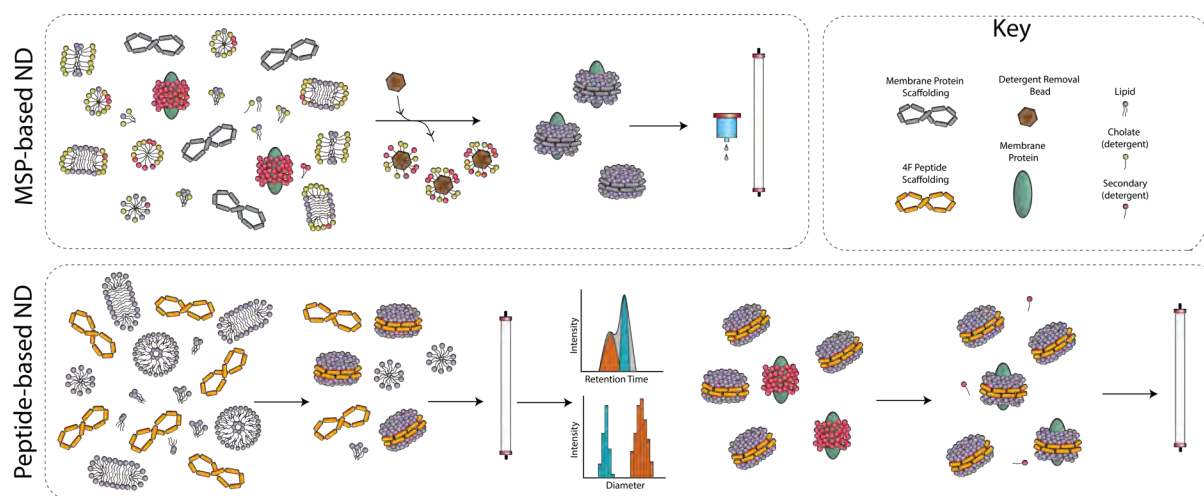 MSP-based ND
Key
Membrane Protein
Scaffolding
Detergent Removal
Bead
Lipid
Cholate
(detergent)
Membrane
Protein
4F Peptide
Scaffolding
Secondary
(detergent)
Peptide-based ND
Intensity
Retention Time
Intensity
Diameter